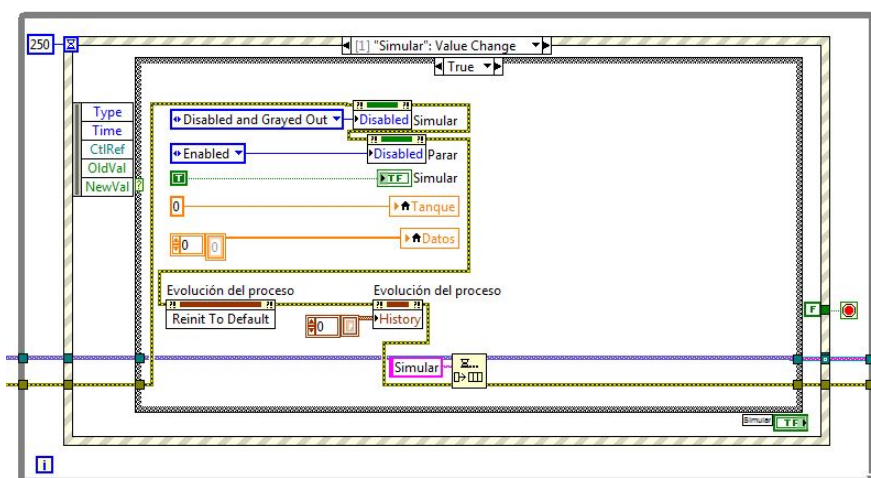 250
[1] "Simular": Value Change
True
Type
Time
CtlRef
OldVal
NewVal
Disabled and Grayed Out
Disabled Simular
Enabled
Disabled Parar
T
TF Simular
0
Tanque
0 0
Datos
Evolución del proceso
Evolución del proceso
Reinit To Default
0
History
F
Simular
Simular TF
i